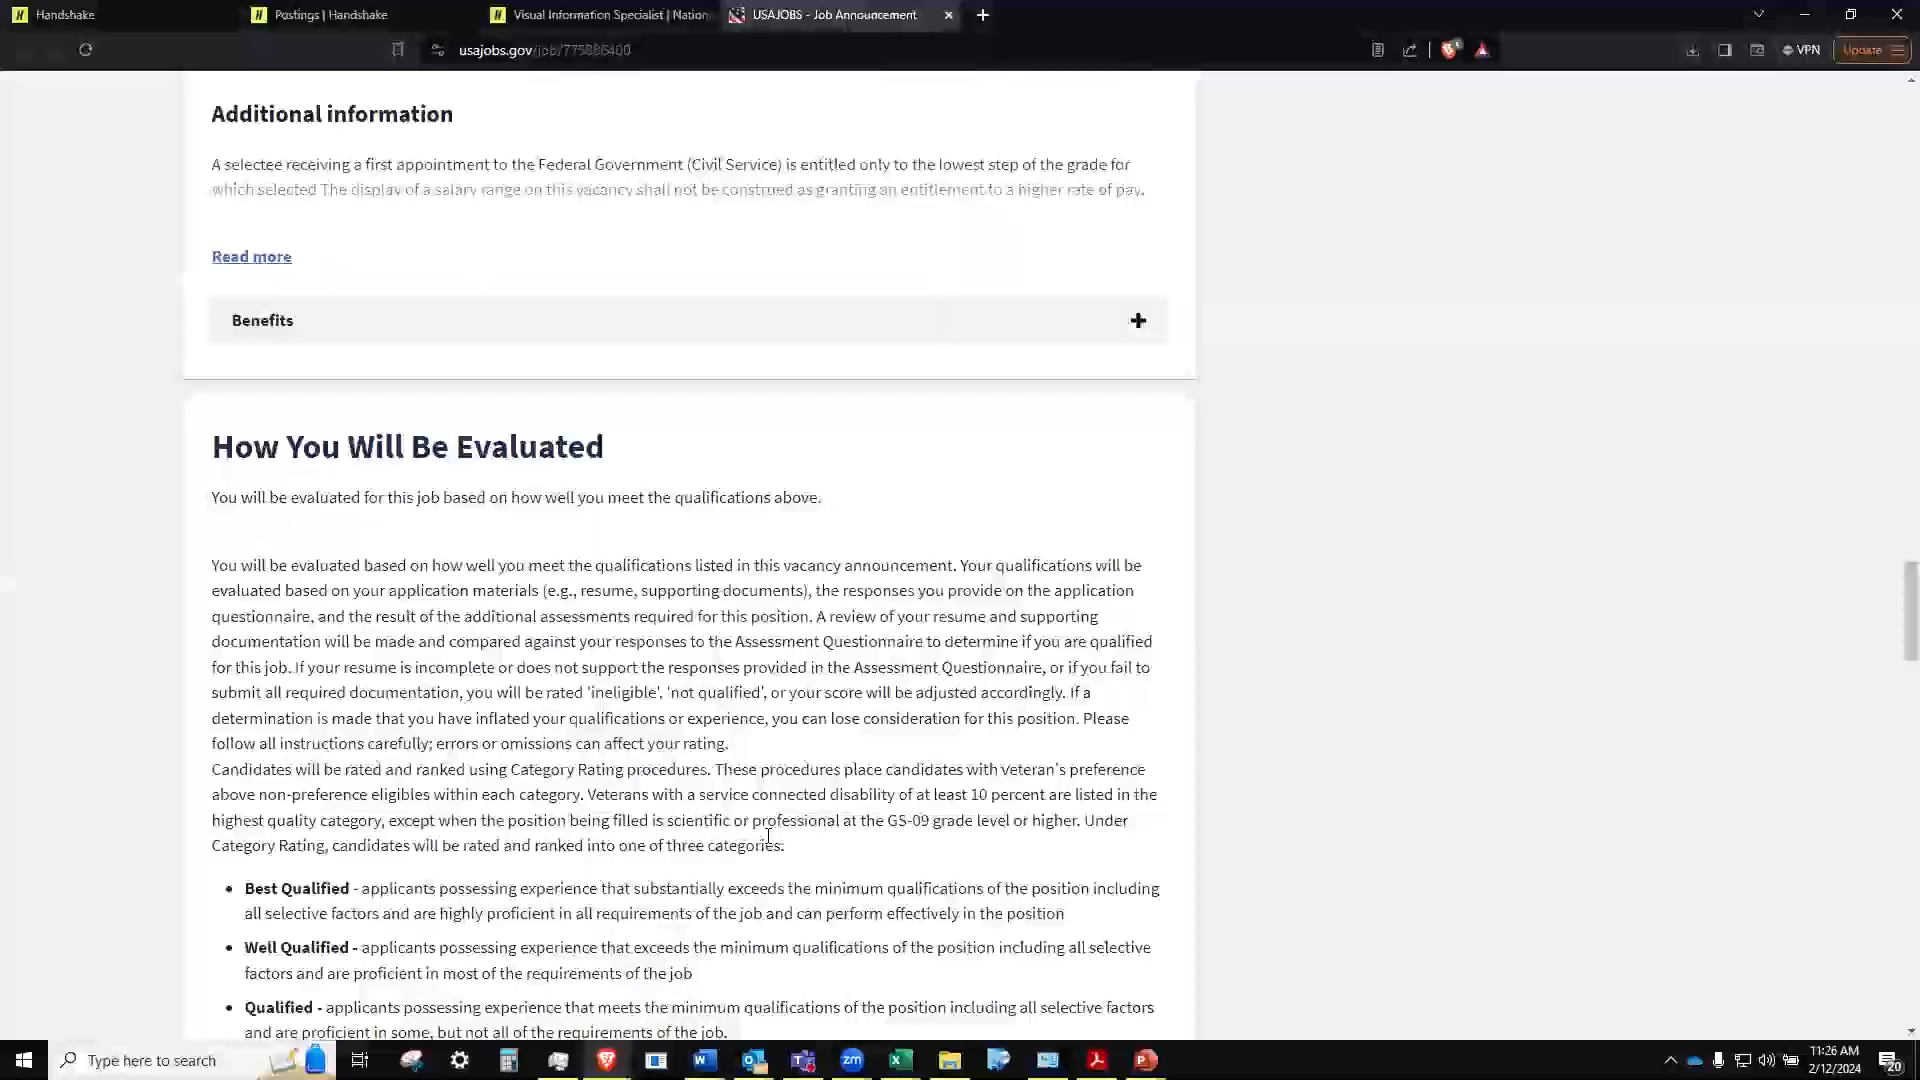 Handshake
Postings | Handshake
Visual Information Specialist | Nation
USAJOBS - Job Announcement
usajobs.gov/job/775886400
VPN
Update
Additional information
A selectee receiving a first appointment to the Federal Government (Civil Service) is entitled only to the lowest step of the grade for
which selected The display of a salary range on this vacancy shall not be construed as granting an entitlement to a higher rate of pay.
Read more
Benefits
How You Will Be Evaluated
You will be evaluated for this job based on how well you meet the qualifications above.
You will be evaluated based on how well you meet the qualifications listed in this vacancy announcement. Your qualifications will be
evaluated based on your application materials (e.g., resume, supporting documents), the responses you provide on the application
questionnaire, and the result of the additional assessments required for this position. A review of your resume and supporting
documentation will be made and compared against your responses to the Assessment Questionnaire to determine if you are qualified
for this job. If your resume is incomplete or does not support the responses provided in the Assessment Questionnaire, or if you fail to
submit all required documentation, you will be rated 'ineligible', 'not qualified', or your score will be adjusted accordingly. If a
determination is made that you have inflated your qualifications or experience, you can lose consideration for this position. Please
follow all instructions carefully; errors or omissions can affect your rating.
Candidates will be rated and ranked using Category Rating procedures. These procedures place candidates with veteran's preference
above non-preference eligibles within each category. Veterans with a service connected disability of at least 10 percent are listed in the
highest quality category, except when the position being filled is scientific or professional at the GS-09 grade level or higher. Under
Category Rating, candidates will be rated and ranked into one of three categories:
• Best Qualified - applicants possessing experience that substantially exceeds the minimum qualifications of the position including
all selective factors and are highly proficient in all requirements of the job and can perform effectively in the position
• Well Qualified - applicants possessing experience that exceeds the minimum qualifications of the position including all selective
factors and are proficient in most of the requirements of the job
• Qualified - applicants possessing experience that meets the minimum qualifications of the position including all selective factors
and are proficient in some, but not all of the requirements of the job.
Type here to search
11:26 AM
2/12/2024
20